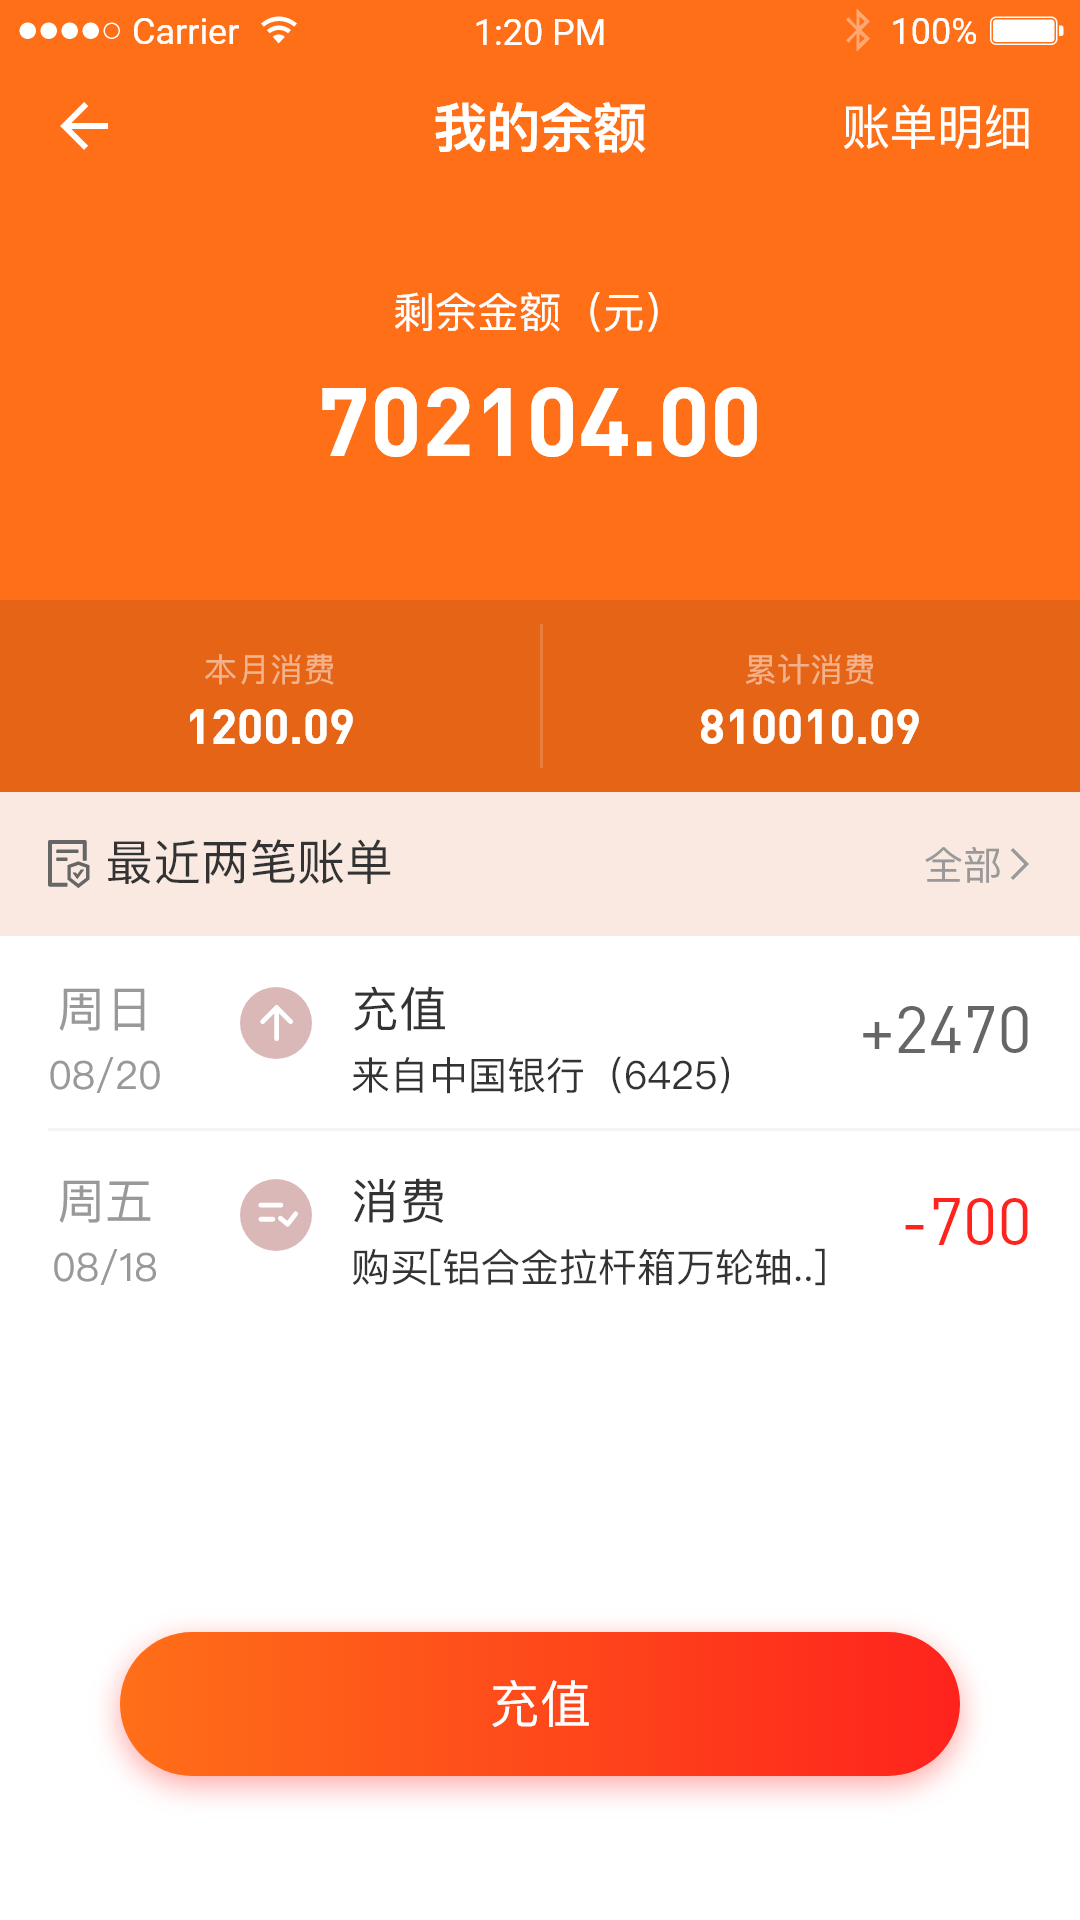 Carrier 1:20 PM 100%
我的余额 账单明细
剩余金额（元）
702104.00
本月消费 累计消费
1200.09 810010.09
最近两笔账单 全部
周日 充值 +2470
08/20 来自中国银行（6425）
周五 消费 -700
08/18 购买[铝合金拉杆箱万轮轴..]
充值